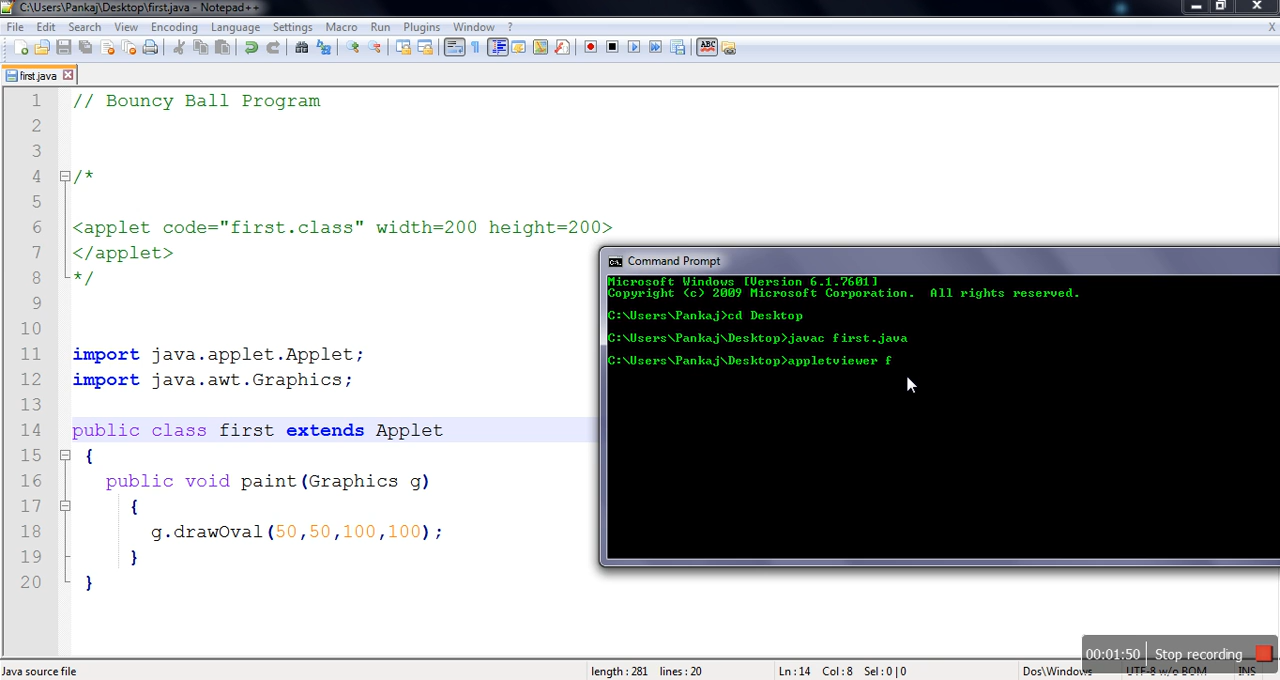 C:\Users\Pankaj\Desktop\first.java - Notepad++
File Edit Search View Encoding Language Settings Macro Run Plugins Window ? X
first.java
1 // Bouncy Ball Program
2
3
4 /*
5
6 <applet code="first.class" width=200 height=200>
7 </applet>
8 */
9
10
11 import java.applet.Applet;
12 import java.awt.Graphics;
13
14 public class first extends Applet
15 {
16 public void paint(Graphics g)
17 {
18 g.drawOval(50,50,100,100);
19 }
20 }
Command Prompt
Microsoft Windows [Version 6.1.7601]
Copyright (c) 2009 Microsoft Corporation. All rights reserved.
C:\Users\Pankaj>cd Desktop
C:\Users\Pankaj\Desktop>javac first.java
C:\Users\Pankaj\Desktop>appletviewer f
00:01:50 Stop recording
Java source file length : 281 lines : 20 Ln : 14 Col : 8 Sel : 0 | 0 Dos\Windows UTF-8 w/o BOM INS